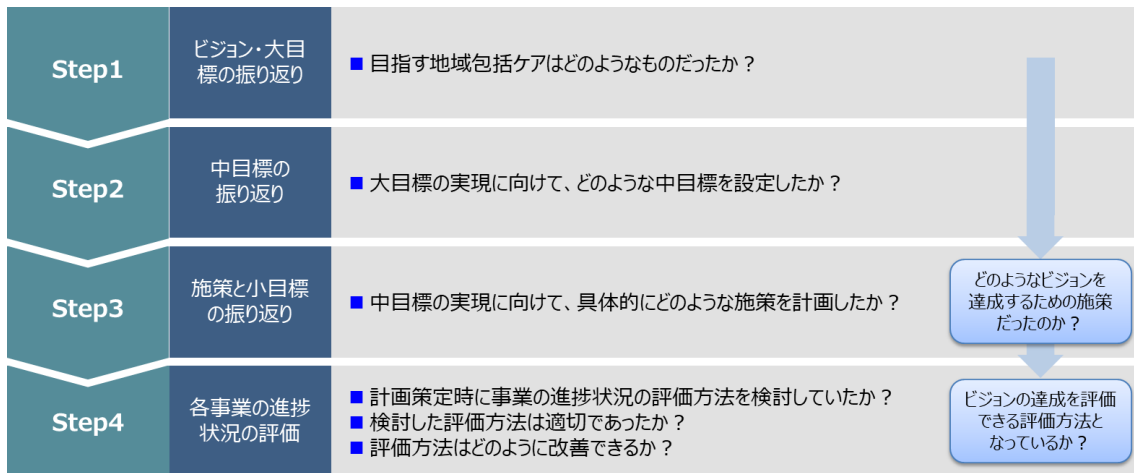 Step1
ビジョン・大目
標の振り返り
■ 目指す地域包括ケアはどのようなものだったか？
Step2
中目標の
振り返り
■ 大目標の実現に向けて、どのような中目標を設定したか？
Step3
施策と小目標
の振り返り
■ 中目標の実現に向けて、具体的にどのような施策を計画したか？
どのようなビジョンを
達成するための施策
だったのか？
Step4
各事業の進捗
状況の評価
■ 計画策定時に事業の進捗状況の評価方法を検討していたか？
■ 検討した評価方法は適切であったか？
■ 評価方法はどのように改善できるか？
ビジョンの達成を評価
できる評価方法と
なっているか？